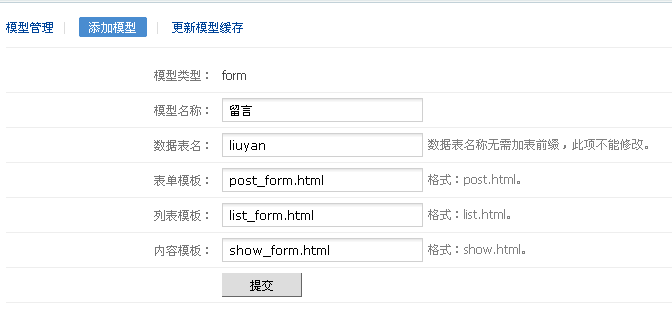 模型管理 添加模型 更新模型缓存
模型类型： form
模型名称： 留言
数据表名： liuyan 数据表名称无需加表前缀，此项不能修改。
表单模板： post_form.html 格式：post.html。
列表模板： list_form.html 格式：list.html。
内容模板： show_form.html 格式：show.html。
提交